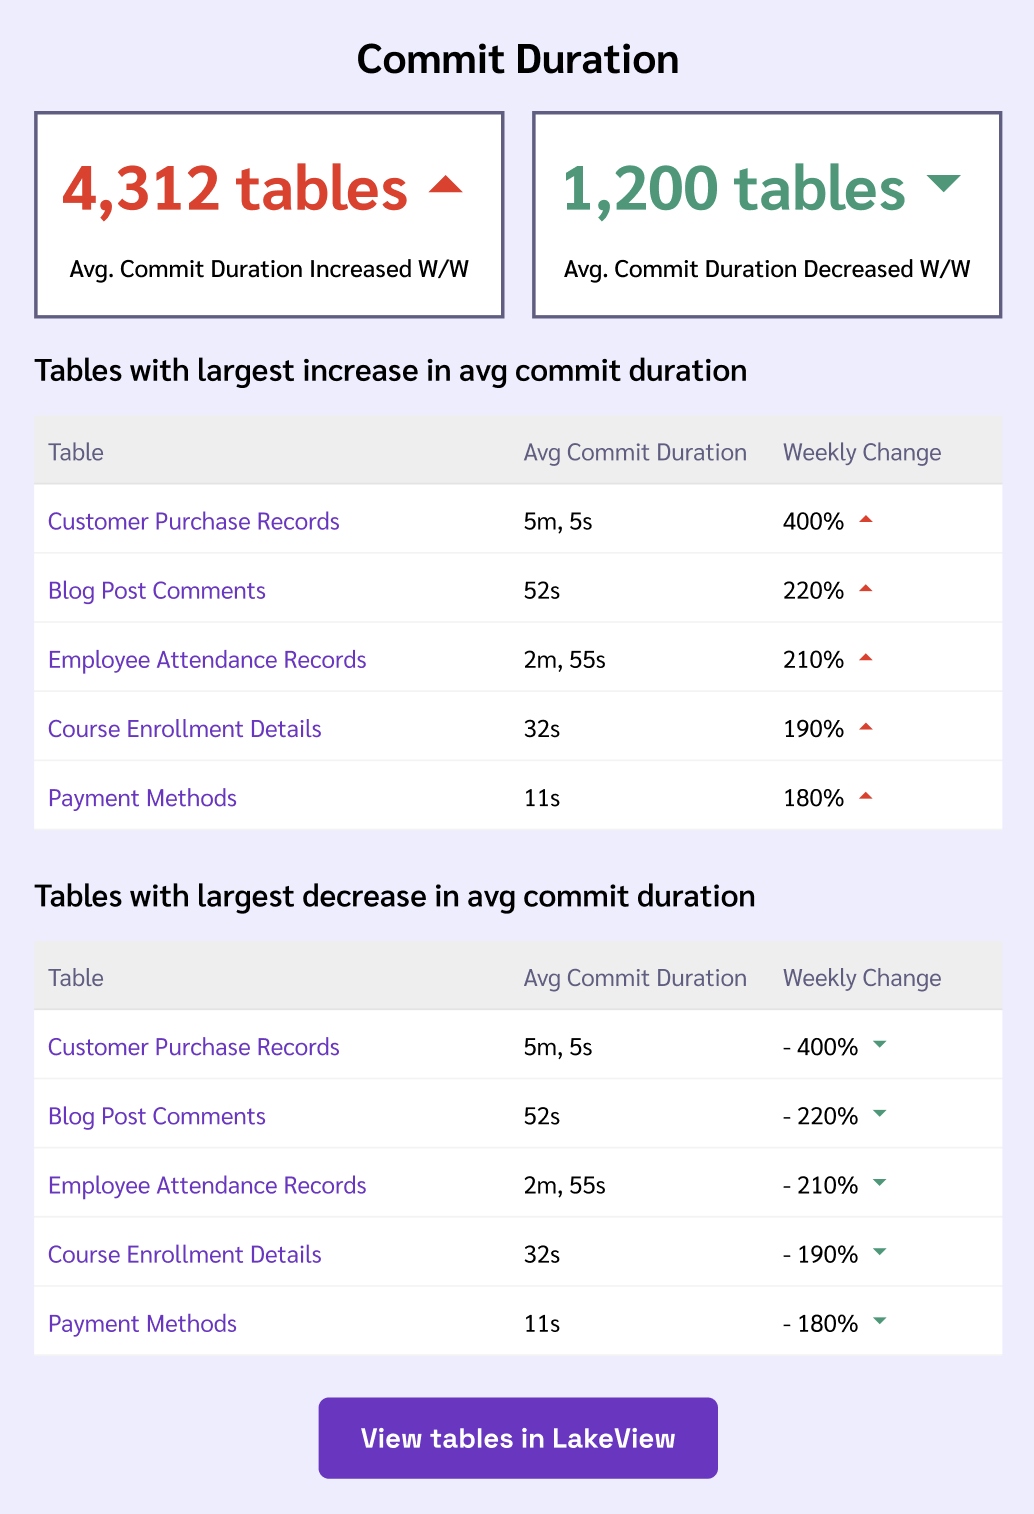 Commit Duration
4,312 tables
1,200 tables
Avg. Commit Duration Increased W/W
Avg. Commit Duration Decreased W/W
Tables with largest increase in avg commit duration
Table Avg Commit Duration Weekly Change
Customer Purchase Records 5m, 5s 400%
Blog Post Comments 52s 220%
Employee Attendance Records 2m, 55s 210%
Course Enrollment Details 32s 190%
Payment Methods 11s 180%
Tables with largest decrease in avg commit duration
Table Avg Commit Duration Weekly Change
Customer Purchase Records 5m, 5s - 400%
Blog Post Comments 52s - 220%
Employee Attendance Records 2m, 55s - 210%
Course Enrollment Details 32s - 190%
Payment Methods 11s - 180%
View tables in LakeView